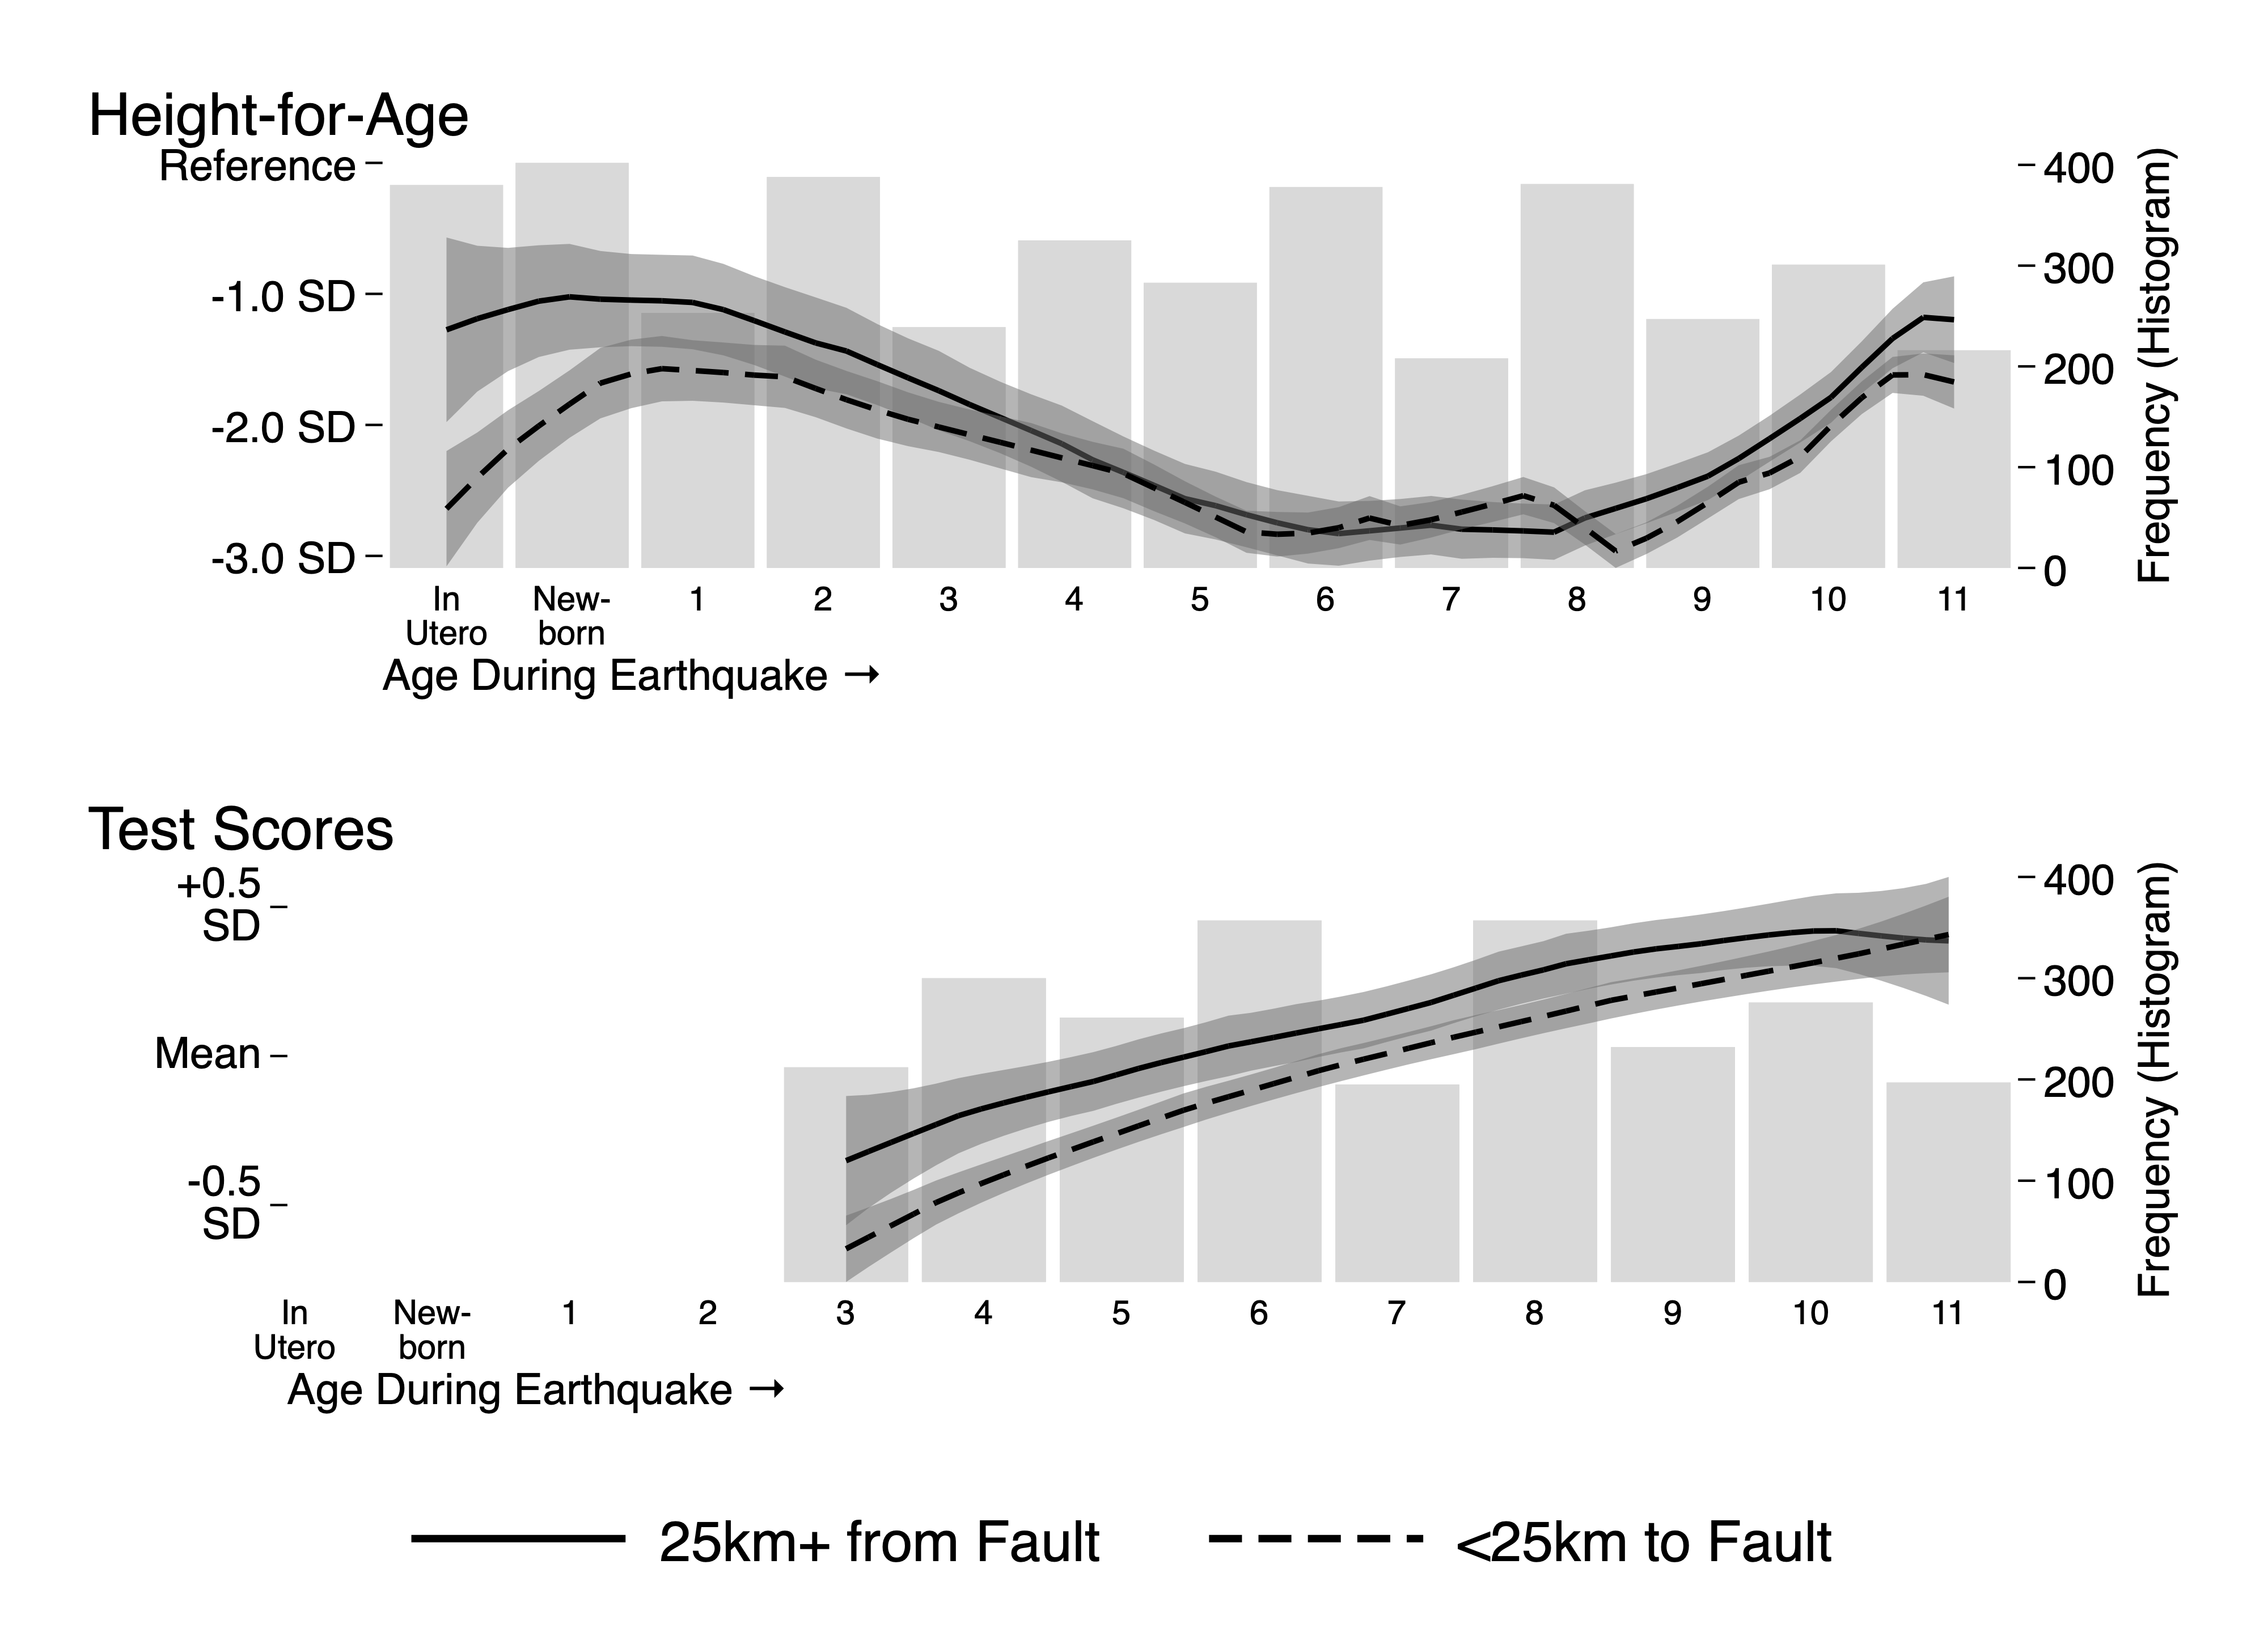 Height-for-Age
Reference
-1.0 SD
-2.0 SD
-3.0 SD
400
300
200
100
0
Frequency (Histogram)
In Utero
New-born
1
2
3
4
5
6
7
8
9
10
11
Age During Earthquake →
Test Scores
+0.5 SD
Mean
-0.5 SD
400
300
200
100
0
Frequency (Histogram)
In Utero
New-born
1
2
3
4
5
6
7
8
9
10
11
Age During Earthquake →
25km+ from Fault
<25km to Fault